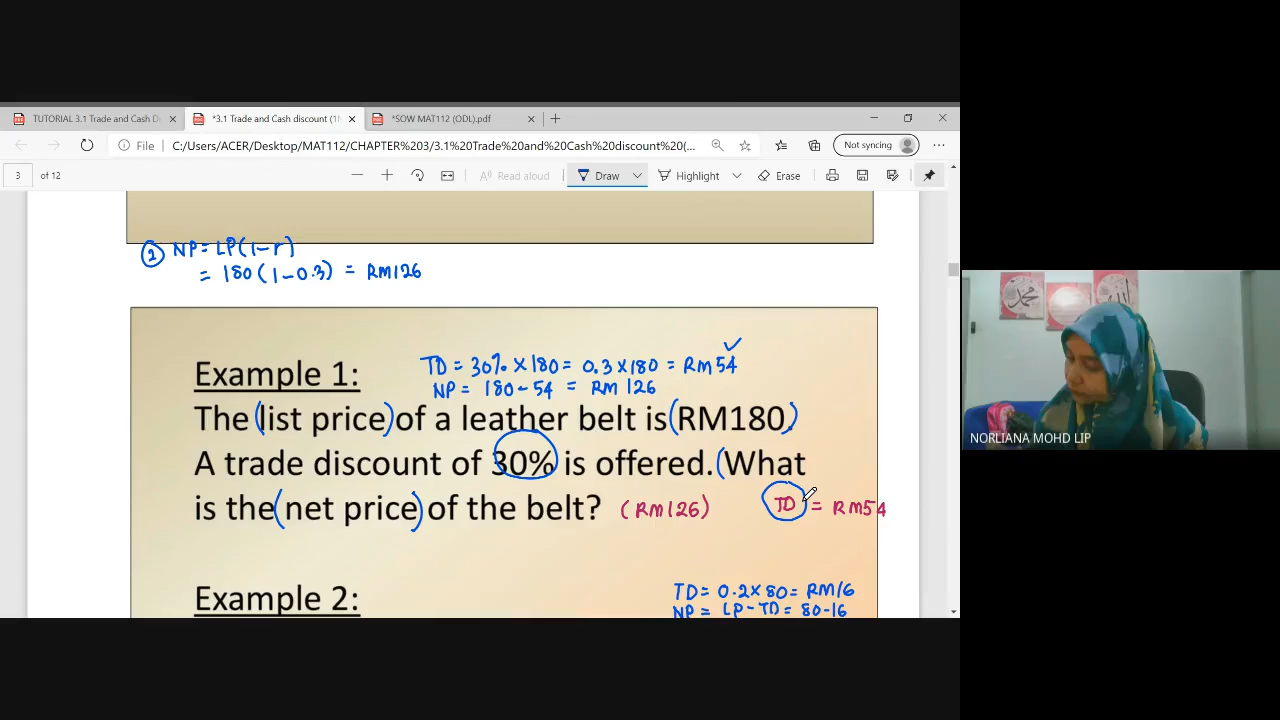 TUTORIAL 3.1 Trade and Cash D
*3.1 Trade and Cash discount (1M
*SOW MAT112 (ODL).pdf
File
C:/Users/ACER/Desktop/MAT112/CHAPTER%203/3.1%20Trade%20and%20Cash%20discount%20(...
Not syncing
3 of 12
Read aloud
Draw
Highlight
Erase
2 NP = LP(1-r)
= 180(1-0.3) = RM126
Example 1:
TD = 30% × 180 = 0.3 × 180 = RM54 ✓
NP = 180 - 54 = RM 126
The (list price) of a leather belt is (RM180.)
A trade discount of 30% is offered. (What
is the (net price) of the belt? (RM126) TD = RM54
NORLIANA MOHD LIP
Example 2:
TD = 0.2 × 80 = RM16
NP = LP - TD = 80-16